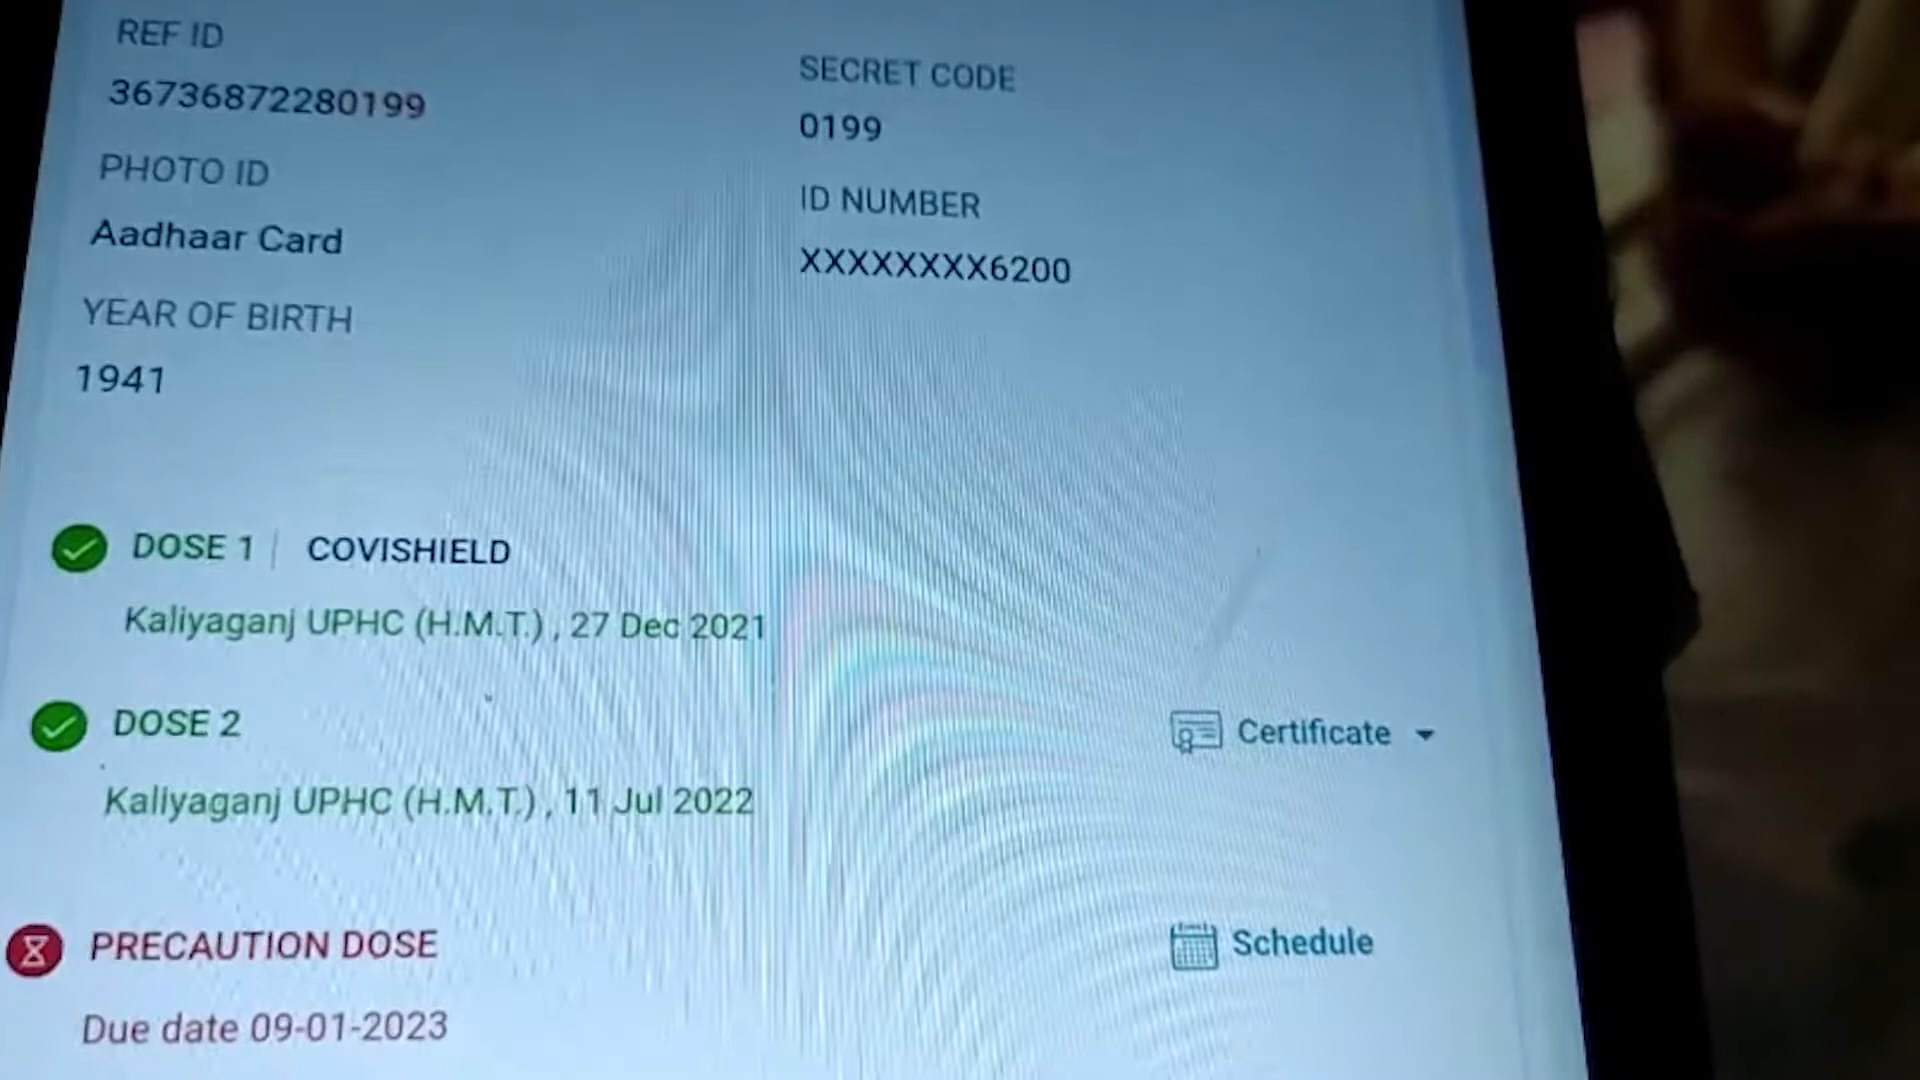 REF ID
36736872280199
SECRET CODE
0199
PHOTO ID
Aadhaar Card
ID NUMBER
XXXXXXXX6200
YEAR OF BIRTH
1941
DOSE 1 | COVISHIELD
Kaliyaganj UPHC (H.M.T.) , 27 Dec 2021
DOSE 2
Certificate
Kaliyaganj UPHC (H.M.T.) , 11 Jul 2022
PRECAUTION DOSE
Schedule
Due date 09-01-2023